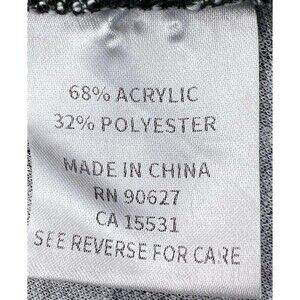 68% ACRYLIC
32% POLYESTER
MADE IN CHINA
RN 90627
CA 15531
SEE REVERSE FOR CARE